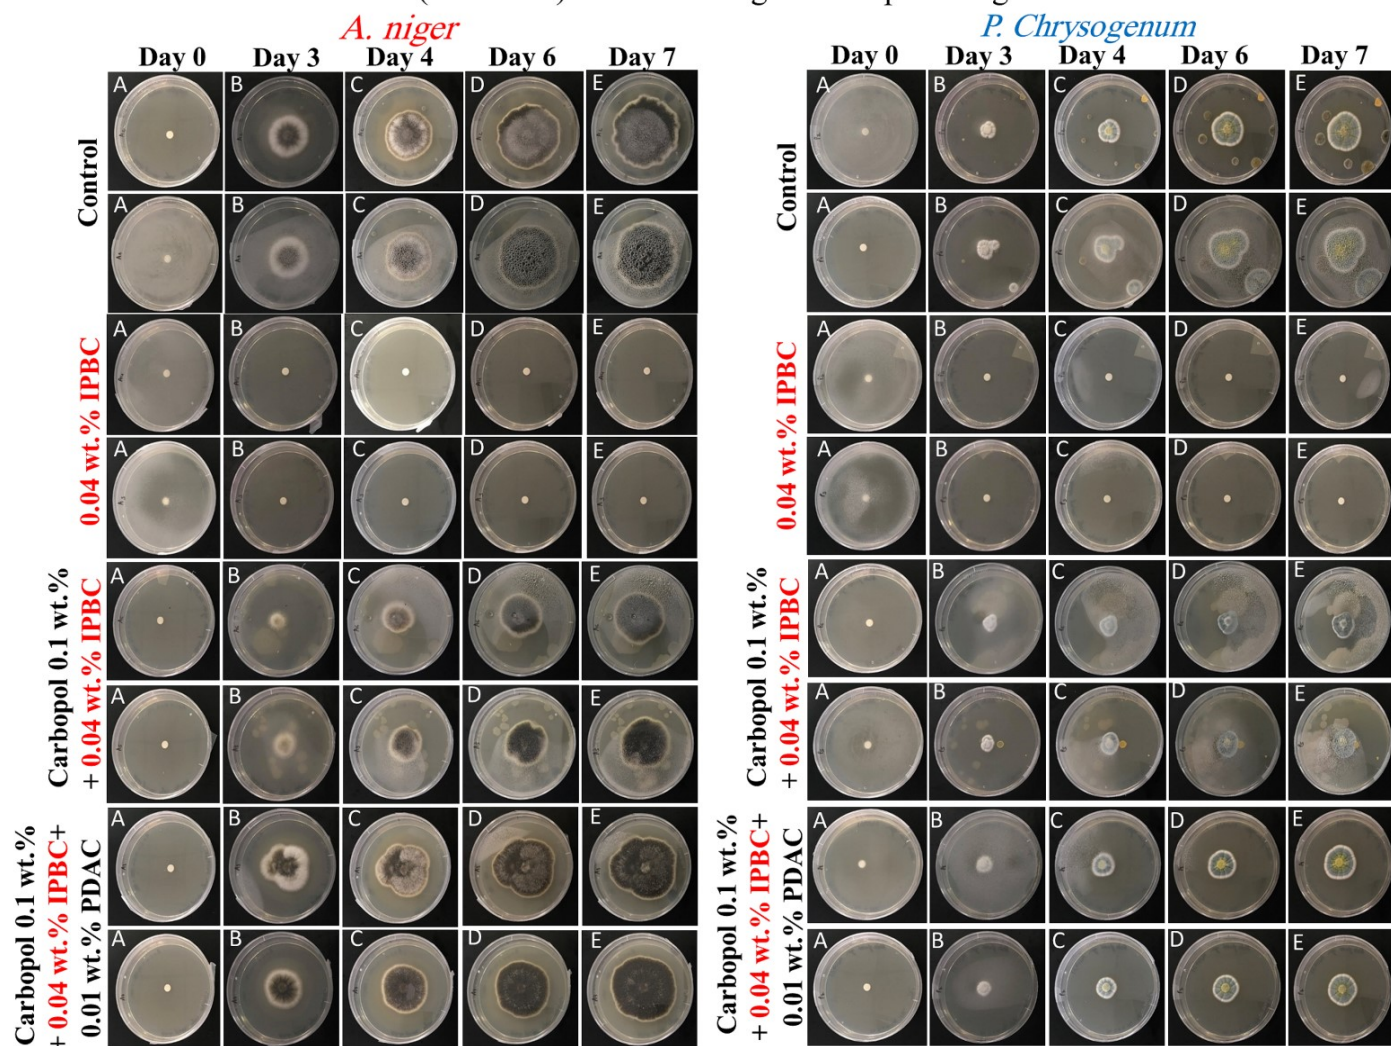 A. niger
P. Chrysogenum
Day 0 Day 3 Day 4 Day 6 Day 7
Day 0 Day 3 Day 4 Day 6 Day 7
Control
A B C D E
A B C D E
0.04 wt.% IPBC
A B C D E
A B C D E
Carbopol 0.1 wt.%
+ 0.04 wt.% IPBC
A B C D E
A B C D E
Carbopol 0.1 wt.%
+ 0.04 wt.% IPBC+
0.01 wt.% PDAC
A B C D E
A B C D E
Control
A B C D E
A B C D E
0.04 wt.% IPBC
A B C D E
A B C D E
Carbopol 0.1 wt.%
+ 0.04 wt.% IPBC
A B C D E
A B C D E
Carbopol 0.1 wt.%
+ 0.04 wt.% IPBC+
0.01 wt.% PDAC
A B C D E
A B C D E